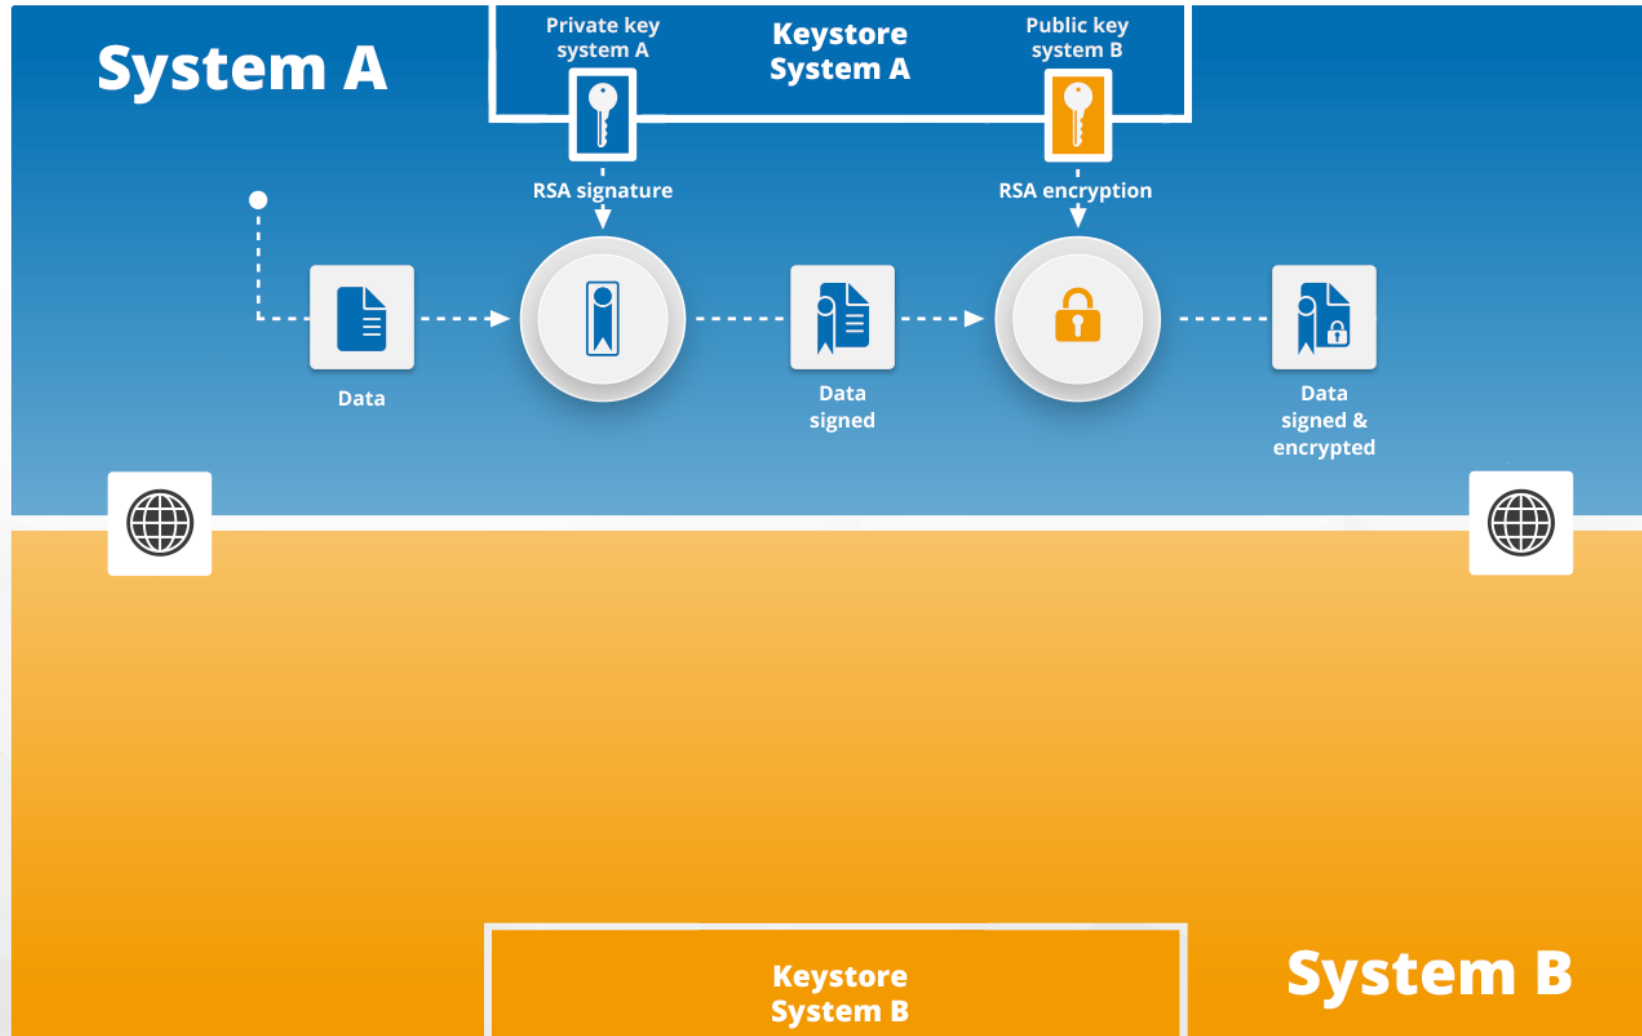 System A
Private key
system A
Keystore
System A
Public key
system B
RSA signature
RSA encryption
Data
Data
signed
Data
signed &
encrypted
Keystore
System B
System B